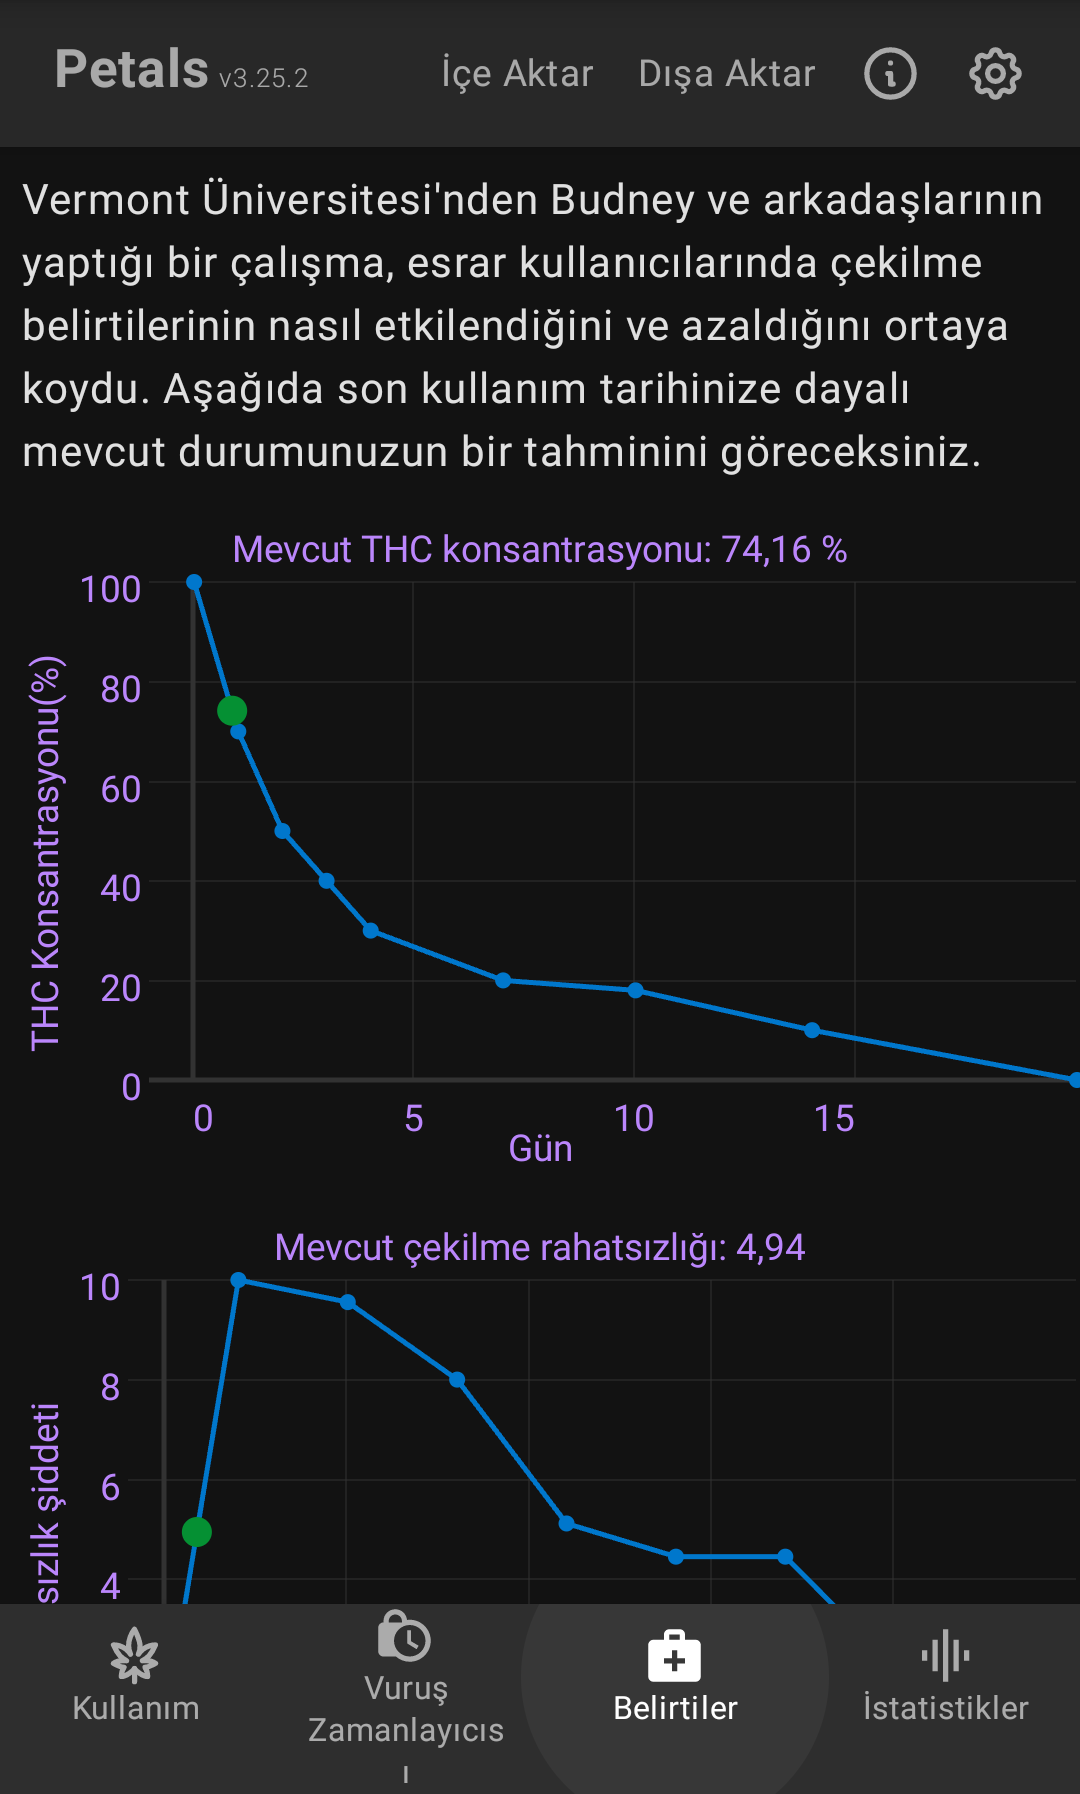 Petals v3.25.2 İçe Aktar Dışa Aktar
Vermont Üniversitesi'nden Budney ve arkadaşlarının
yaptığı bir çalışma, esrar kullanıcılarında çekilme
belirtilerinin nasıl etkilendiğini ve azaldığını ortaya
koydu. Aşağıda son kullanım tarihinize dayalı
mevcut durumunuzun bir tahminini göreceksiniz.
Mevcut THC konsantrasyonu: 74,16 %
THC Konsantrasyonu(%)
100
80
60
40
20
0
0 5 10 15
Gün
Mevcut çekilme rahatsızlığı: 4,94
sızlık şiddeti
10
8
6
4
Kullanım
Vuruş
Zamanlayıcıs
ı
Belirtiler
İstatistikler